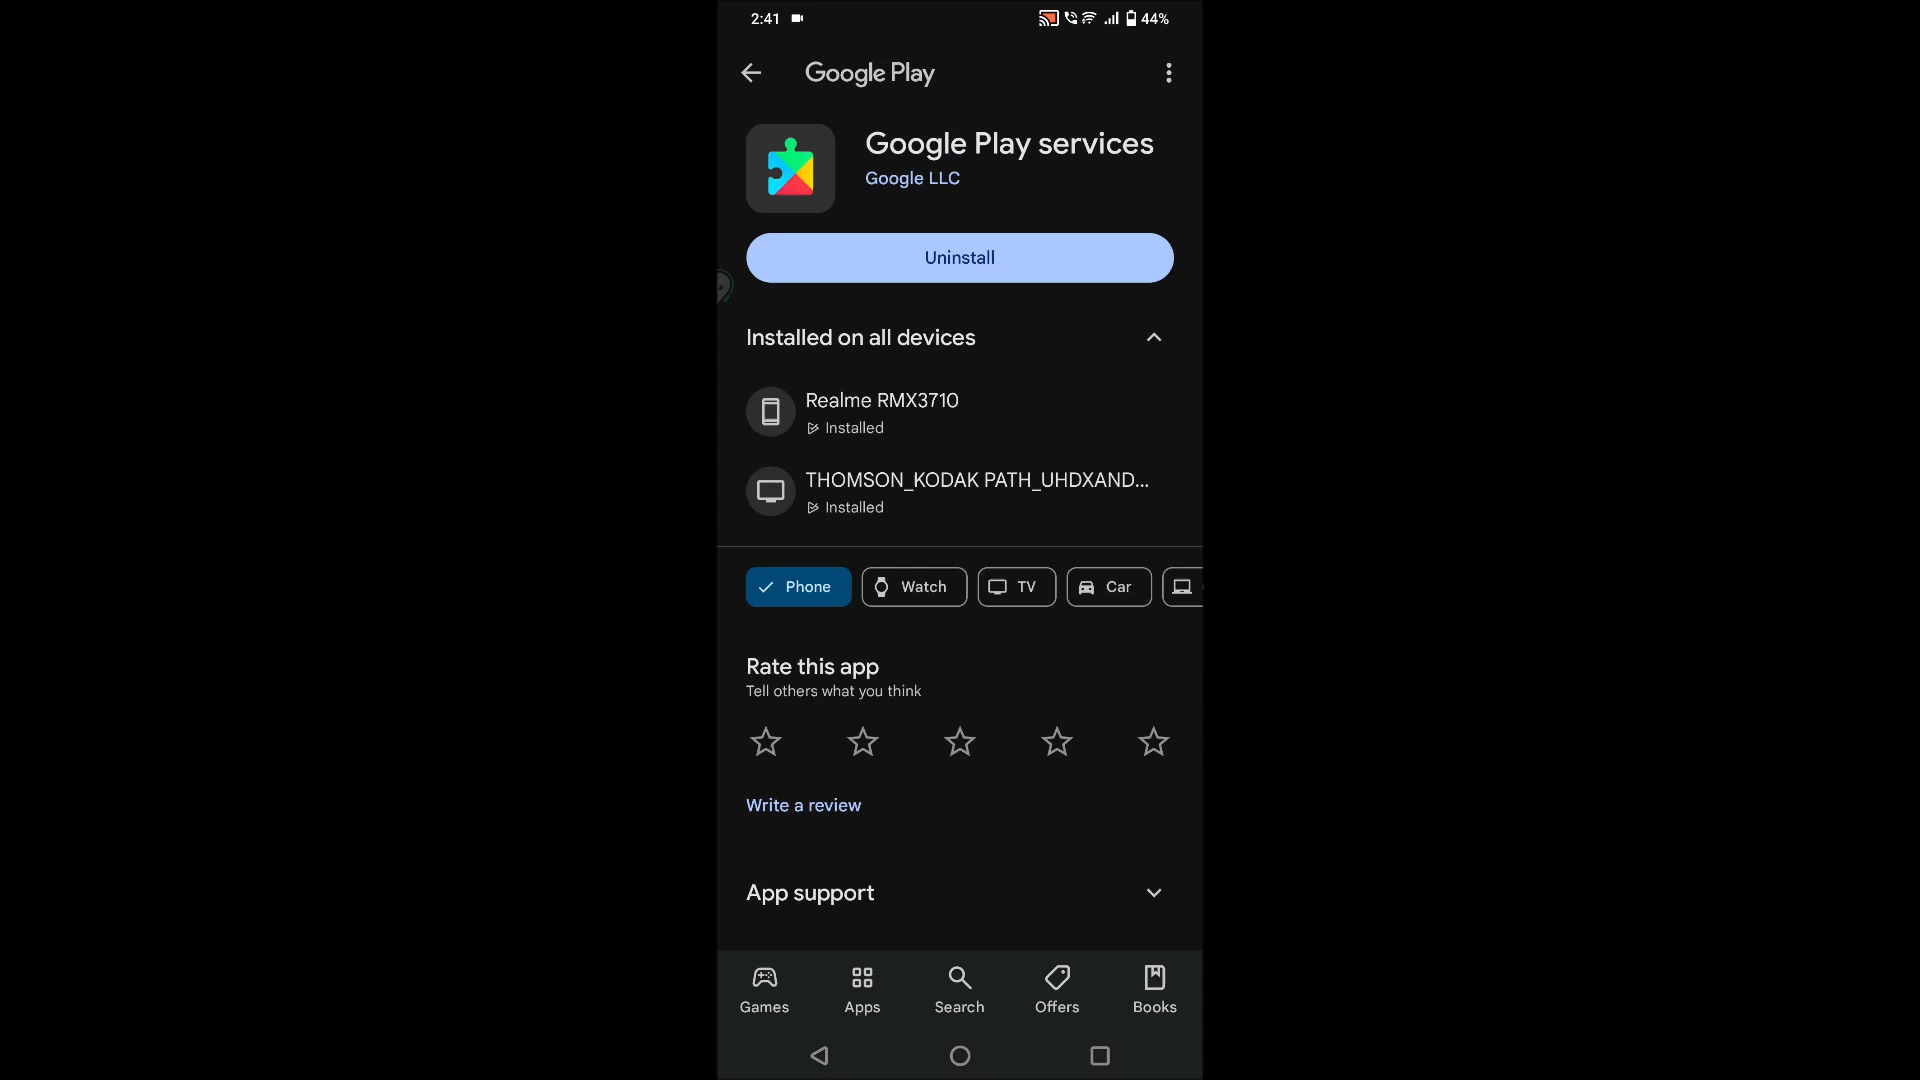 2:41 44%
Google Play
Google Play services
Google LLC
Uninstall
Installed on all devices
Realme RMX3710
Installed
THOMSON_KODAK PATH_UHDXAND...
Installed
Phone Watch TV Car
Rate this app
Tell others what you think
Write a review
App support
Games Apps Search Offers Books